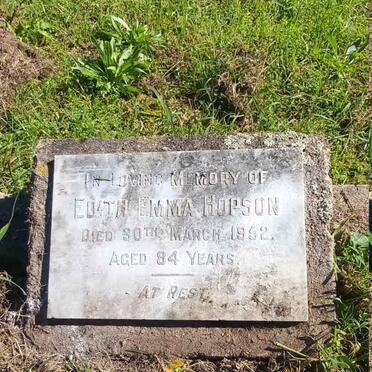 In Loving Memory of
Edith Emma Hopson
Died 30th March 1952.
Aged 84 Years.
At Rest.